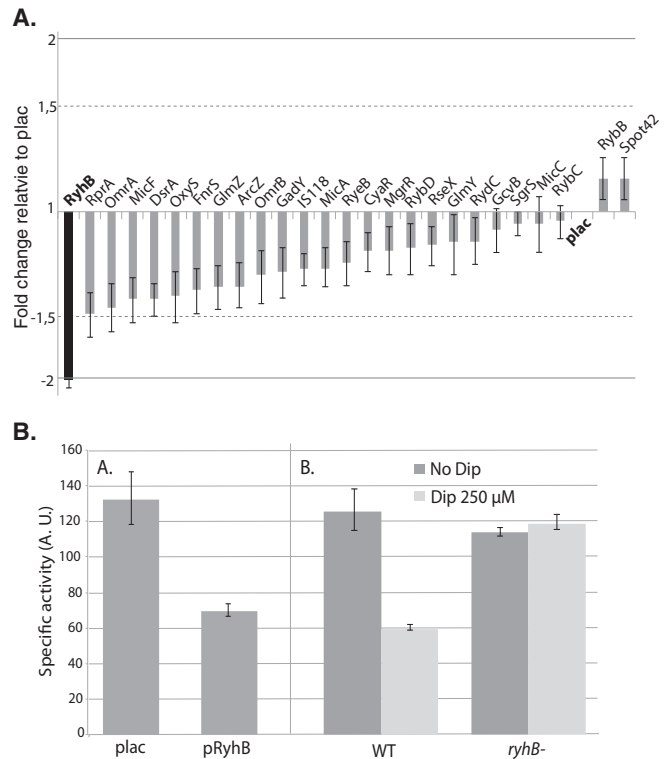 A.
Fold change relatvie to plac
2
1,5
1
-1,5
-2
RyhB
RprA
OmrA
MicF
DsrA
OxyS
FnrS
GlmZ
ArcZ
OmrB
GadY
IS118
MicA
RyeB
CyaR
MgrR
RybD
RseX
GlmY
RydC
GcvB
SgrS
MicC
RybC
plac
RybB
Spot42
B.
Specific activity (A. U.)
160
140
120
100
80
60
40
20
0
A.
B.
No Dip
Dip 250 µM
plac
pRyhB
WT
ryhB-